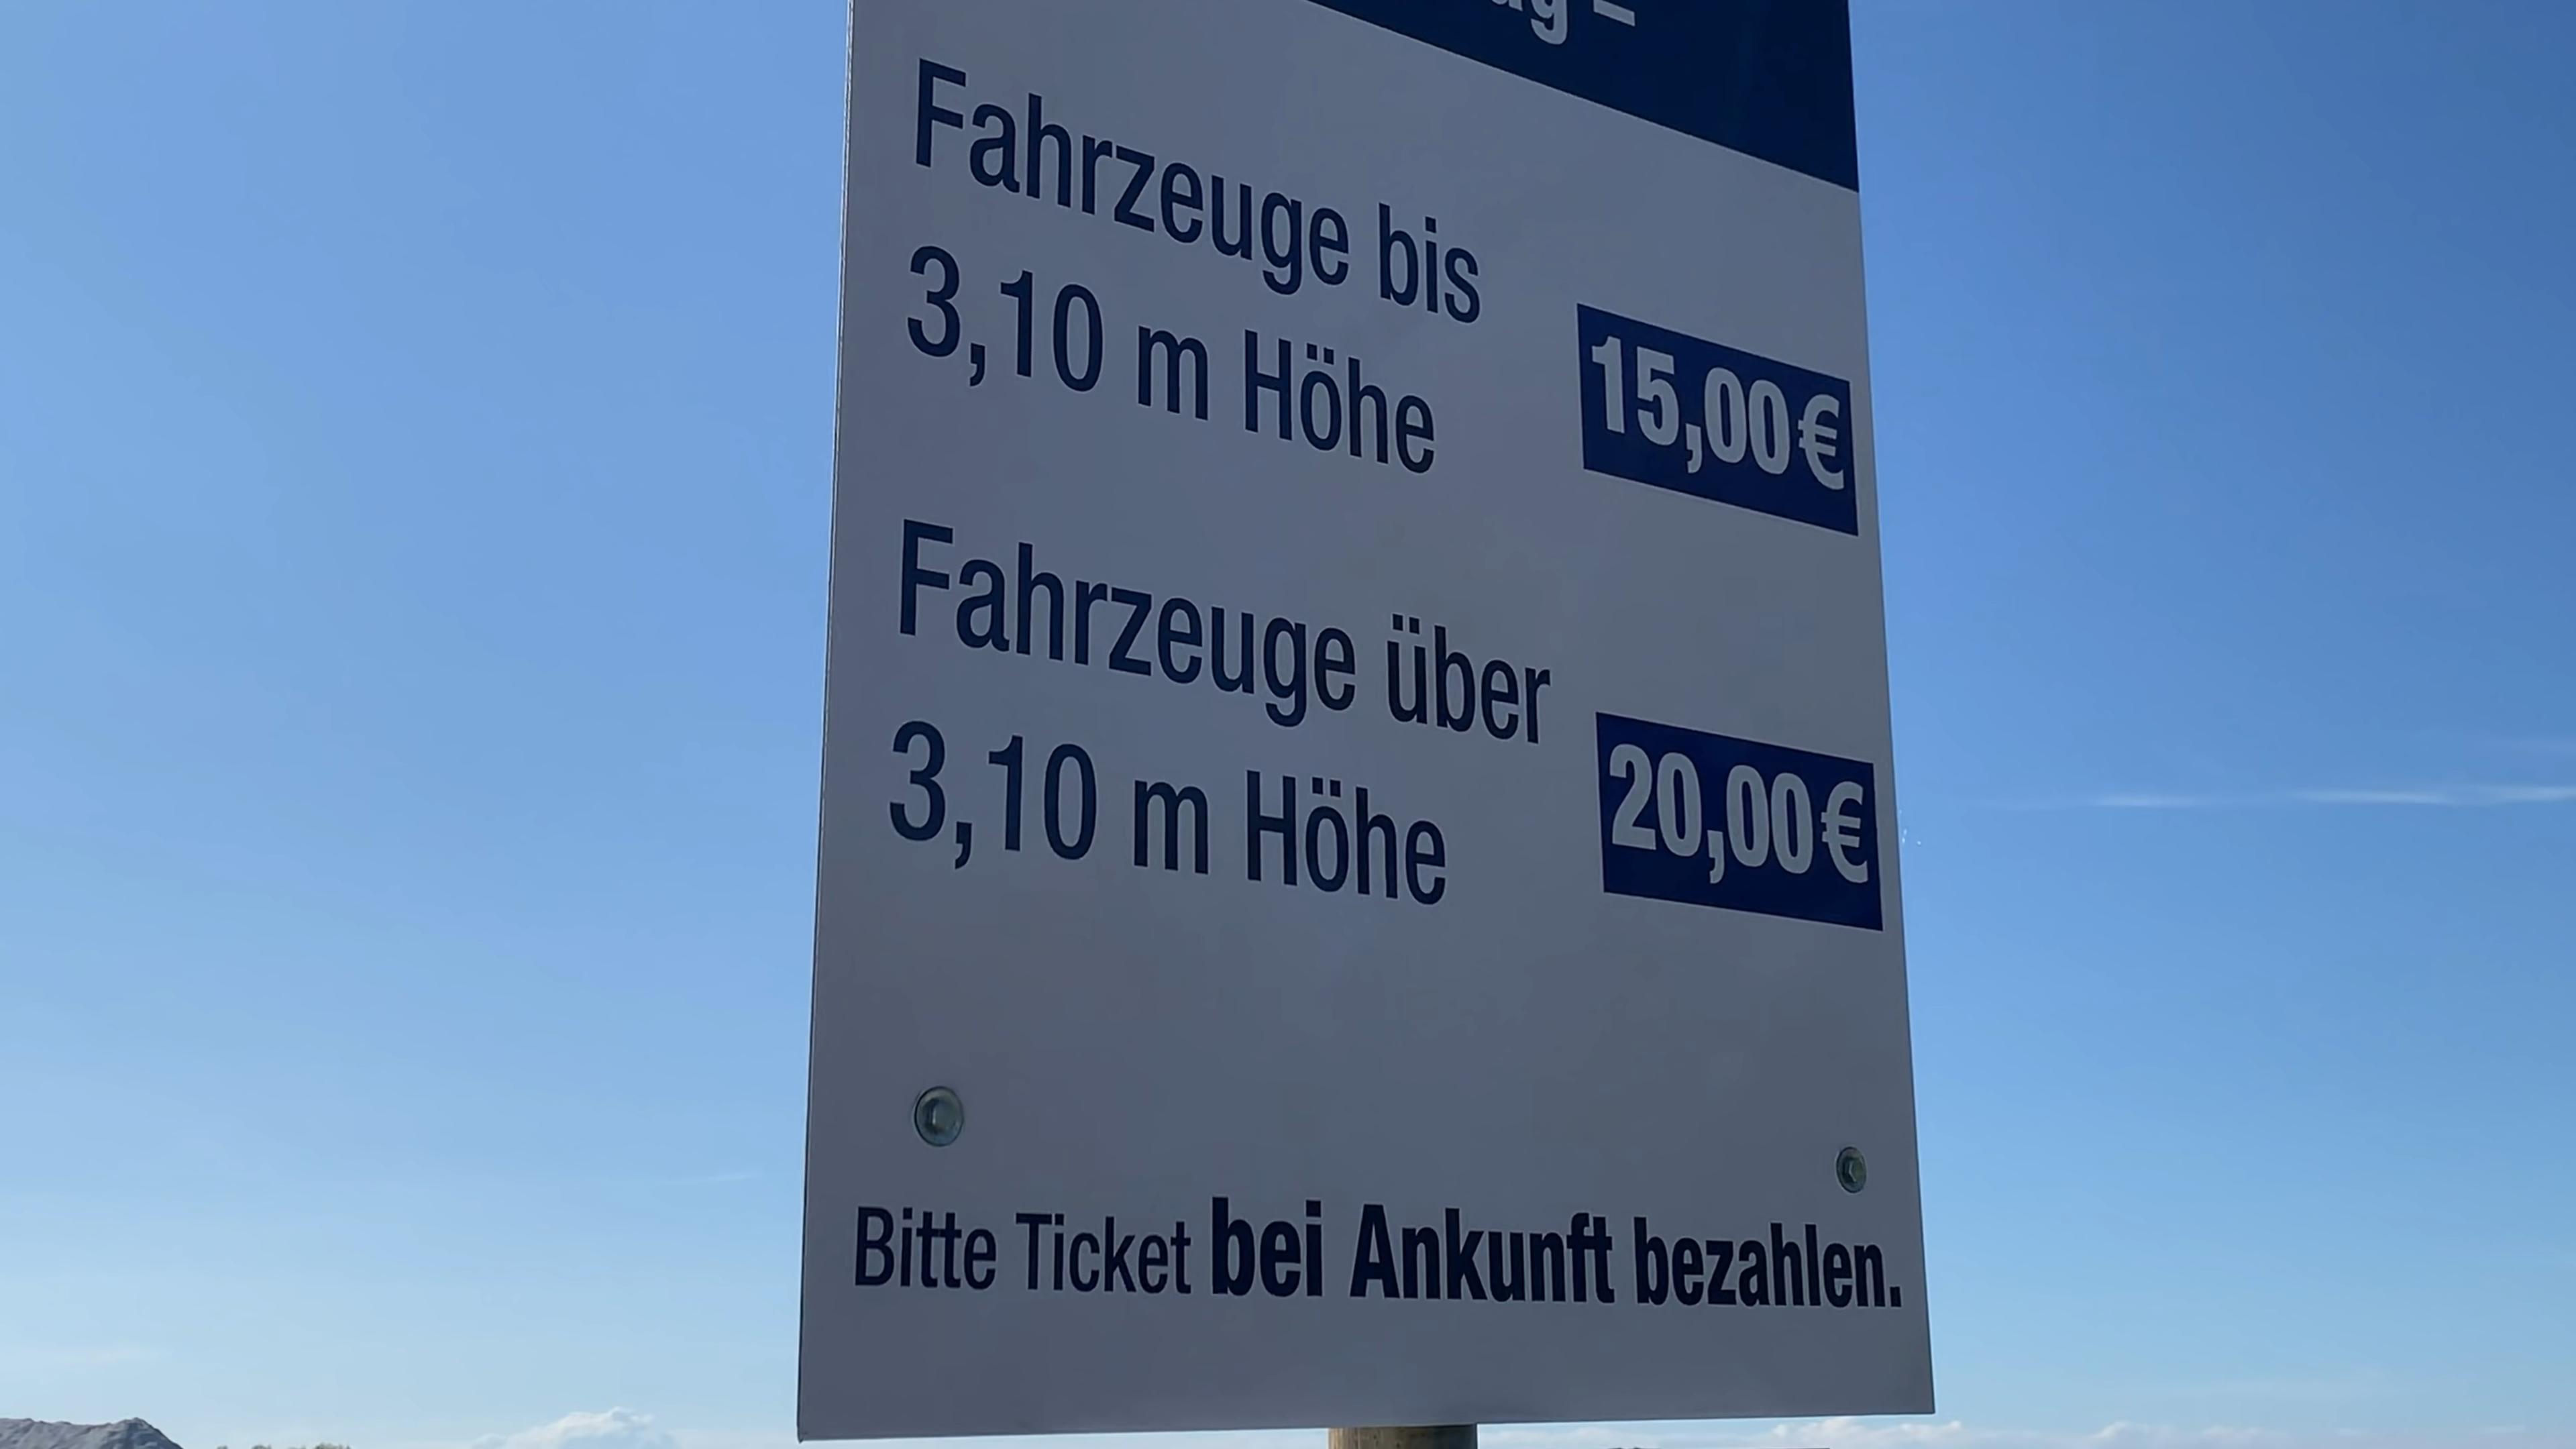 Fahrzeuge bis
3,10 m Höhe
15,00€
Fahrzeuge über
3,10 m Höhe
20,00€
Bitte Ticket bei Ankunft bezahlen.